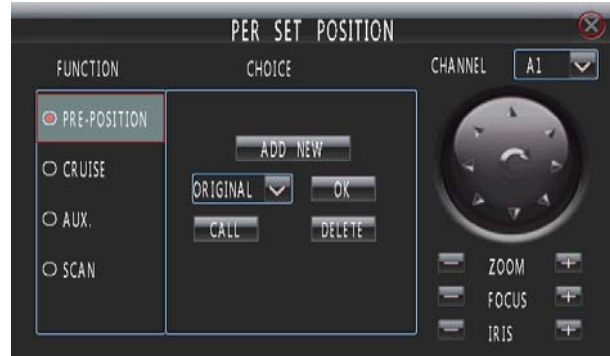 PER SET POSITION
FUNCTION
CHOICE
CHANNEL A1
PRE-POSITION
CRUISE
AUX.
SCAN
ADD NEW
ORIGINAL OK
CALL DELETE
ZOOM
FOCUS
IRIS